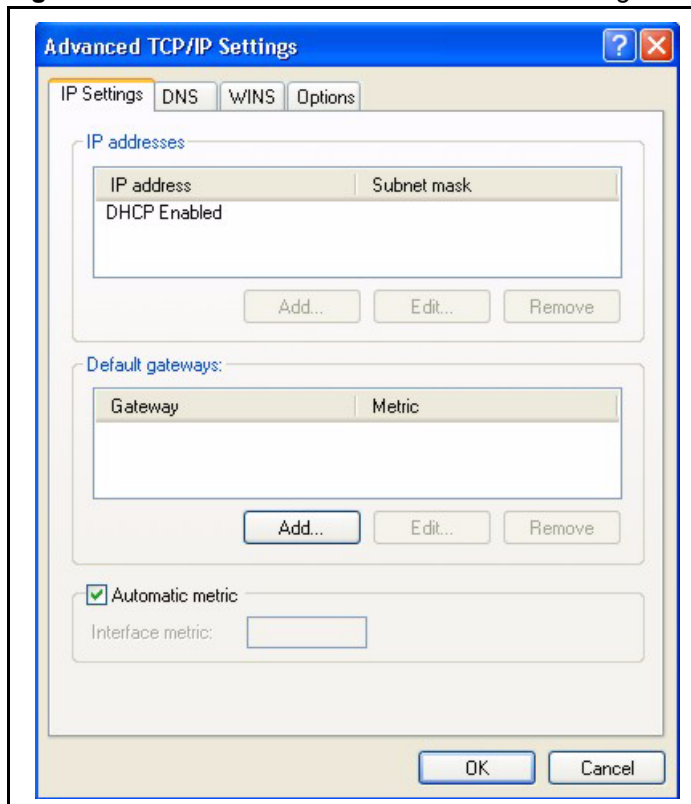 Advanced TCP/IP Settings
IP Settings DNS WINS Options
IP addresses
IP address Subnet mask
DHCP Enabled
Add... Edit... Remove
Default gateways:
Gateway Metric
Add... Edit... Remove
Automatic metric
Interface metric:
OK Cancel